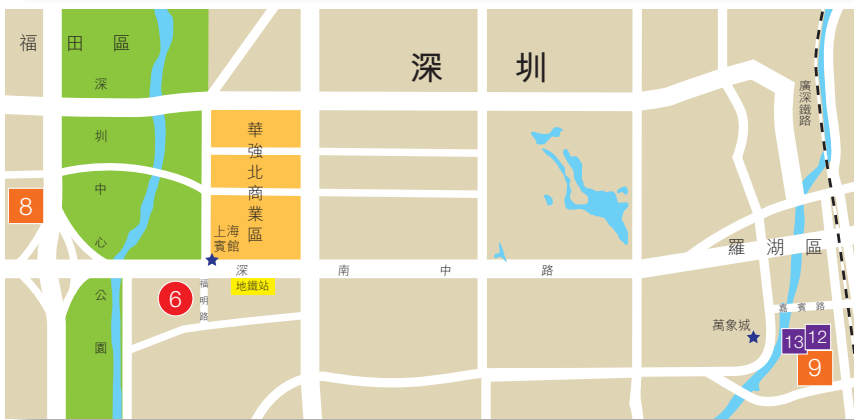 福田區
深圳
深圳中心公園
廣深鐵路
華強北商業區
8
上海
賓館
羅湖區
深南中路
地鐵站
福明路
6
嘉賓路
萬象城
13
12
9